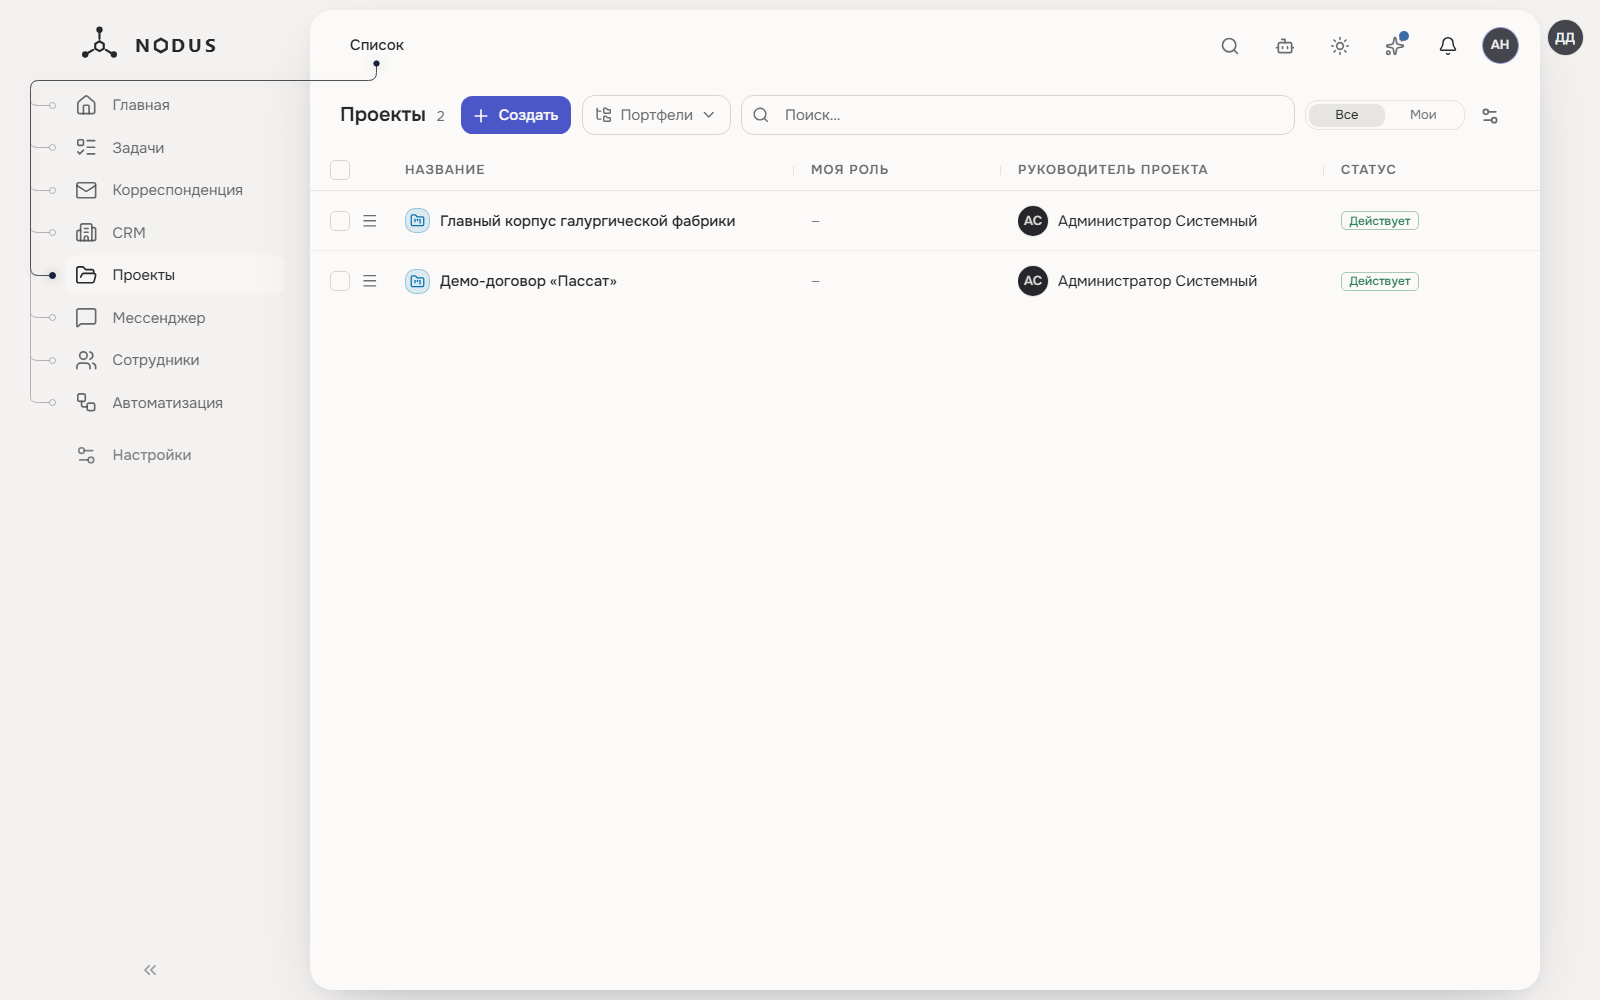 NODUS
Список
АН
ДД
Главная
Задачи
Корреспонденция
CRM
Проекты
Мессенджер
Сотрудники
Автоматизация
Настройки
Проекты 2
Создать
Портфели
Поиск...
Все
Мои
НАЗВАНИЕ
МОЯ РОЛЬ
РУКОВОДИТЕЛЬ ПРОЕКТА
СТАТУС
Главный корпус галургической фабрики
–
АС
Администратор Системный
Действует
Демо-договор «Пассат»
–
АС
Администратор Системный
Действует